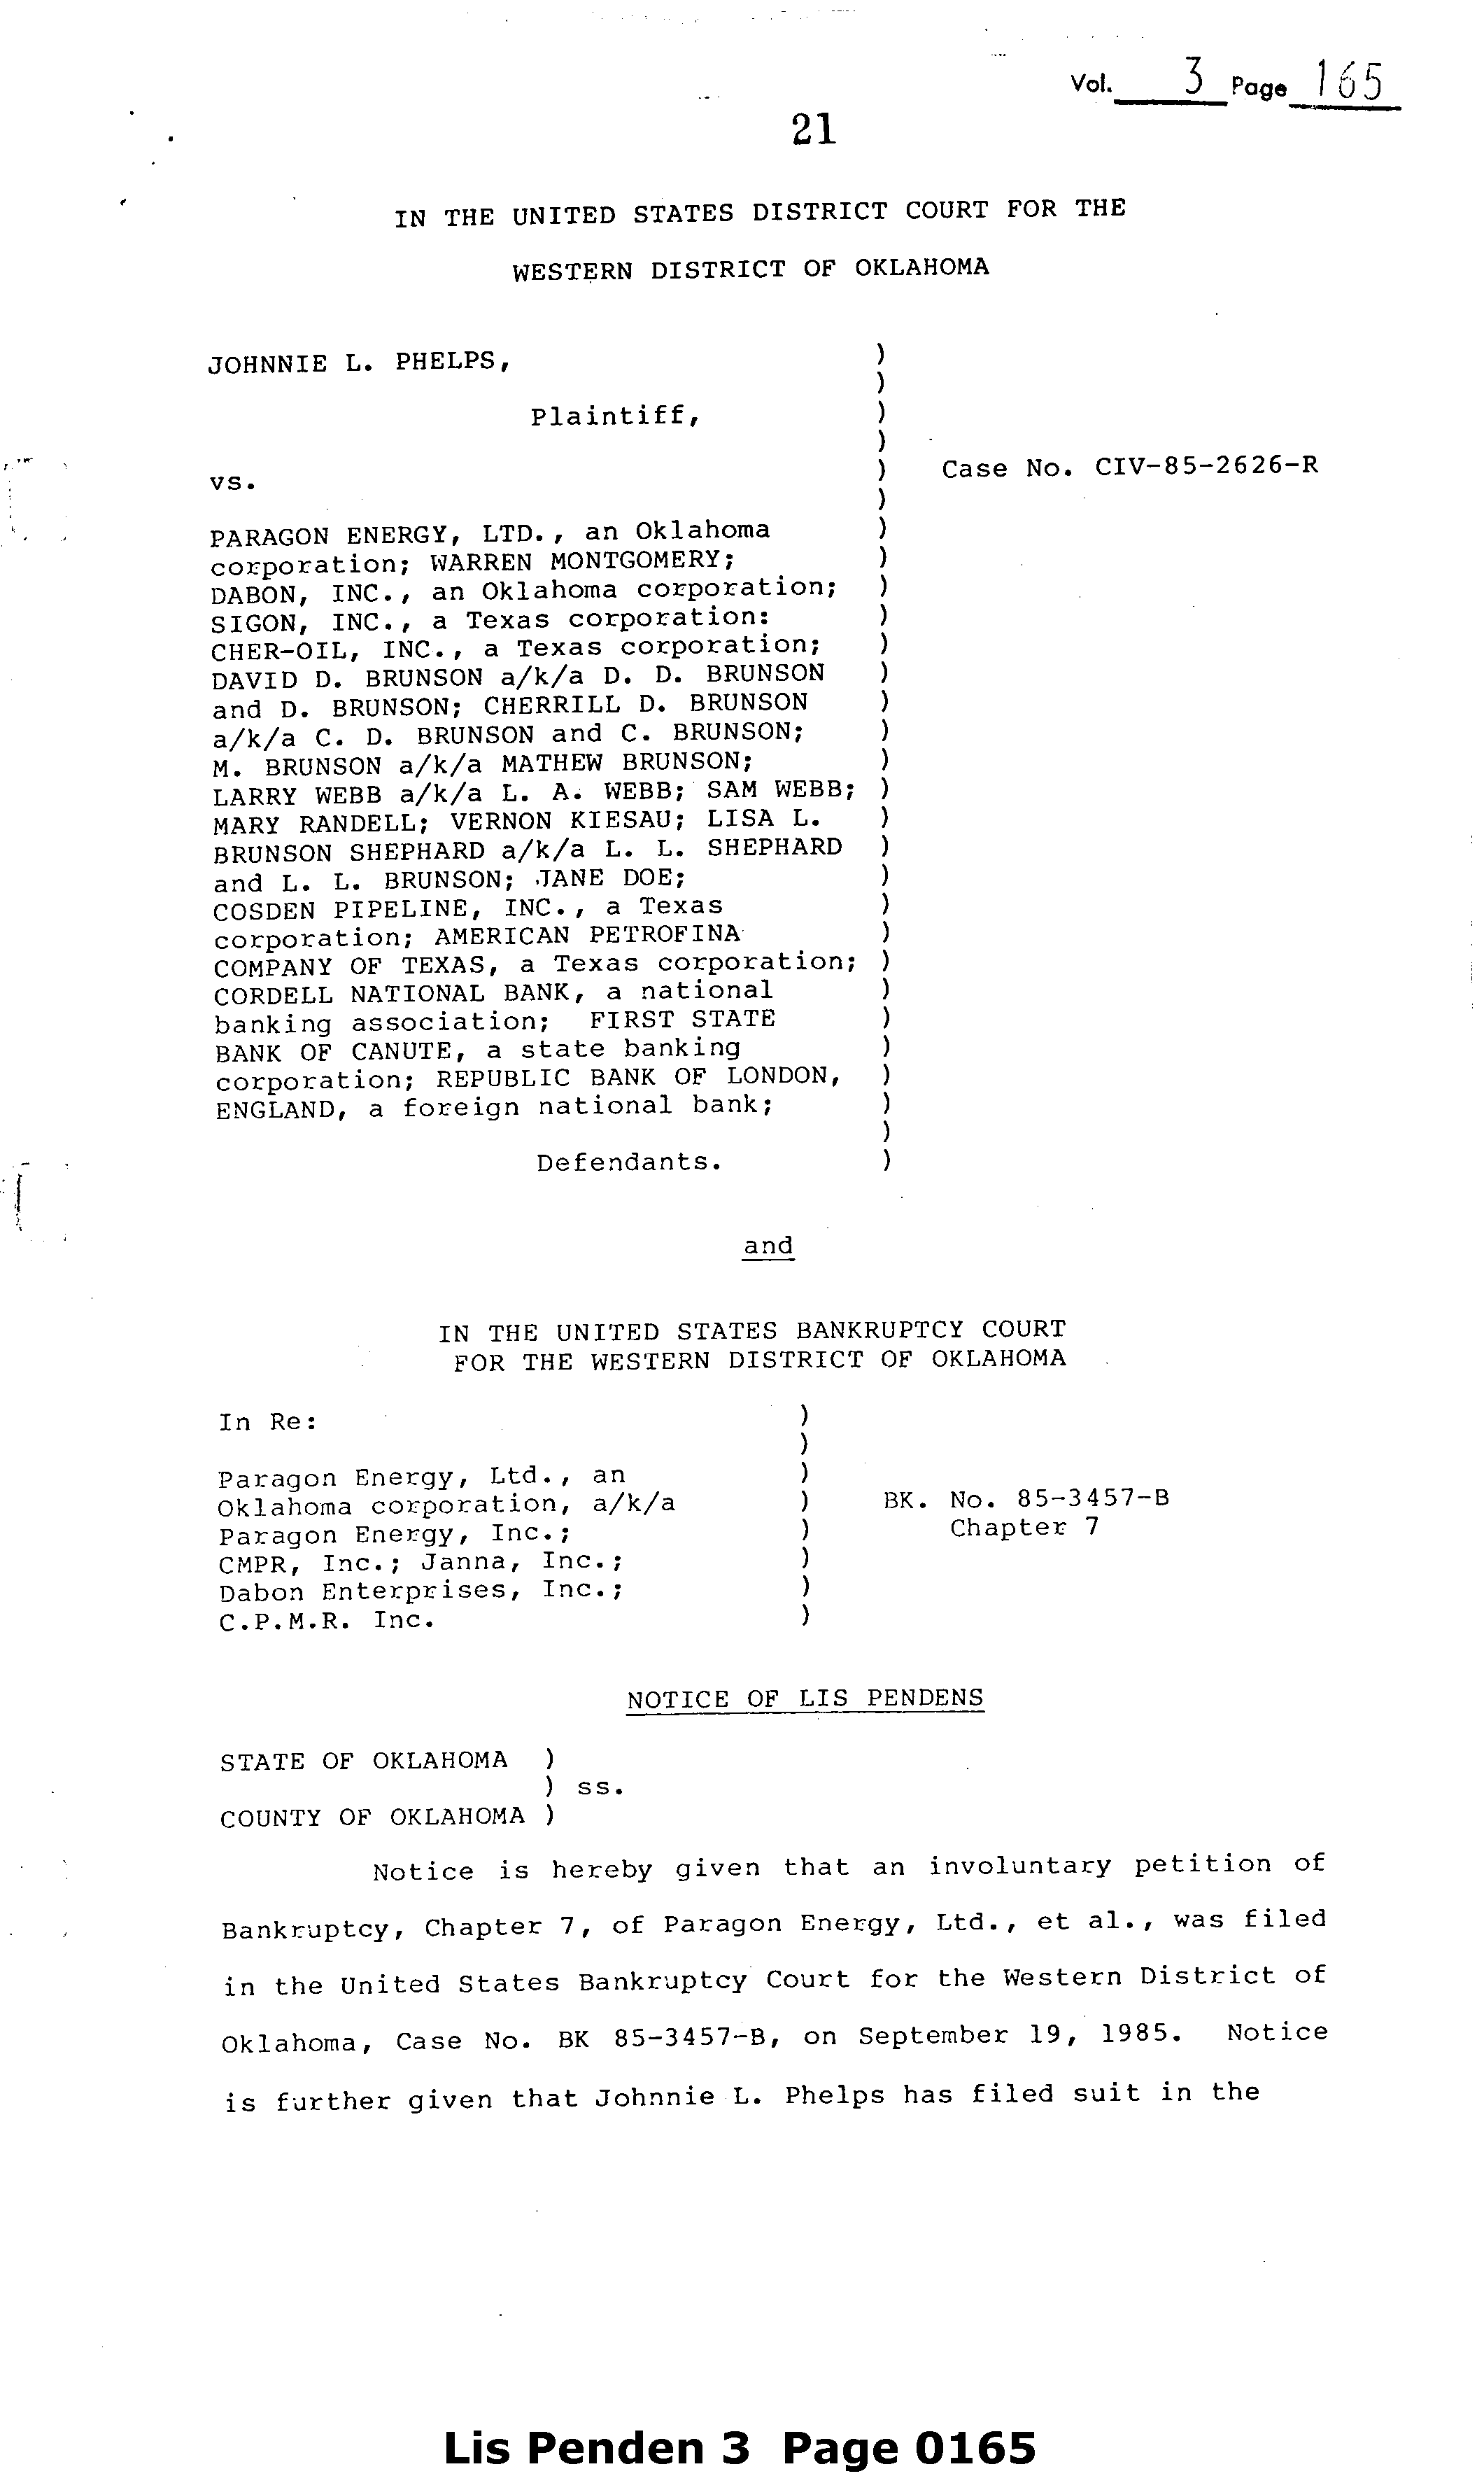 Vol. 3 Page 165
21
IN THE UNITED STATES DISTRICT COURT FOR THE
WESTERN DISTRICT OF OKLAHOMA
JOHNNIE L. PHELPS, )
)
Plaintiff, )
)
vs. ) Case No. CIV-85-2626-R
)
PARAGON ENERGY, LTD., an Oklahoma )
corporation; WARREN MONTGOMERY; )
DABON, INC., an Oklahoma corporation; )
SIGON, INC., a Texas corporation: )
CHER-OIL, INC., a Texas corporation; )
DAVID D. BRUNSON a/k/a D. D. BRUNSON )
and D. BRUNSON; CHERRILL D. BRUNSON )
a/k/a C. D. BRUNSON and C. BRUNSON; )
M. BRUNSON a/k/a MATHEW BRUNSON; )
LARRY WEBB a/k/a L. A. WEBB; SAM WEBB; )
MARY RANDELL; VERNON KIESAU; LISA L. )
BRUNSON SHEPHARD a/k/a L. L. SHEPHARD )
and L. L. BRUNSON; JANE DOE; )
COSDEN PIPELINE, INC., a Texas )
corporation; AMERICAN PETROFINA )
COMPANY OF TEXAS, a Texas corporation; )
CORDELL NATIONAL BANK, a national )
banking association; FIRST STATE )
BANK OF CANUTE, a state banking )
corporation; REPUBLIC BANK OF LONDON, )
ENGLAND, a foreign national bank; )
)
Defendants. )
and
IN THE UNITED STATES BANKRUPTCY COURT
FOR THE WESTERN DISTRICT OF OKLAHOMA
In Re: )
)
Paragon Energy, Ltd., an )
Oklahoma corporation, a/k/a ) BK. No. 85-3457-B
Paragon Energy, Inc.; ) Chapter 7
CMPR, Inc.; Janna, Inc.; )
Dabon Enterprises, Inc.; )
C.P.M.R. Inc. )
NOTICE OF LIS PENDENS
STATE OF OKLAHOMA )
) ss.
COUNTY OF OKLAHOMA )
Notice is hereby given that an involuntary petition of
Bankruptcy, Chapter 7, of Paragon Energy, Ltd., et al., was filed
in the United States Bankruptcy Court for the Western District of
Oklahoma, Case No. BK 85-3457-B, on September 19, 1985. Notice
is further given that Johnnie L. Phelps has filed suit in the
Lis Penden 3 Page 0165